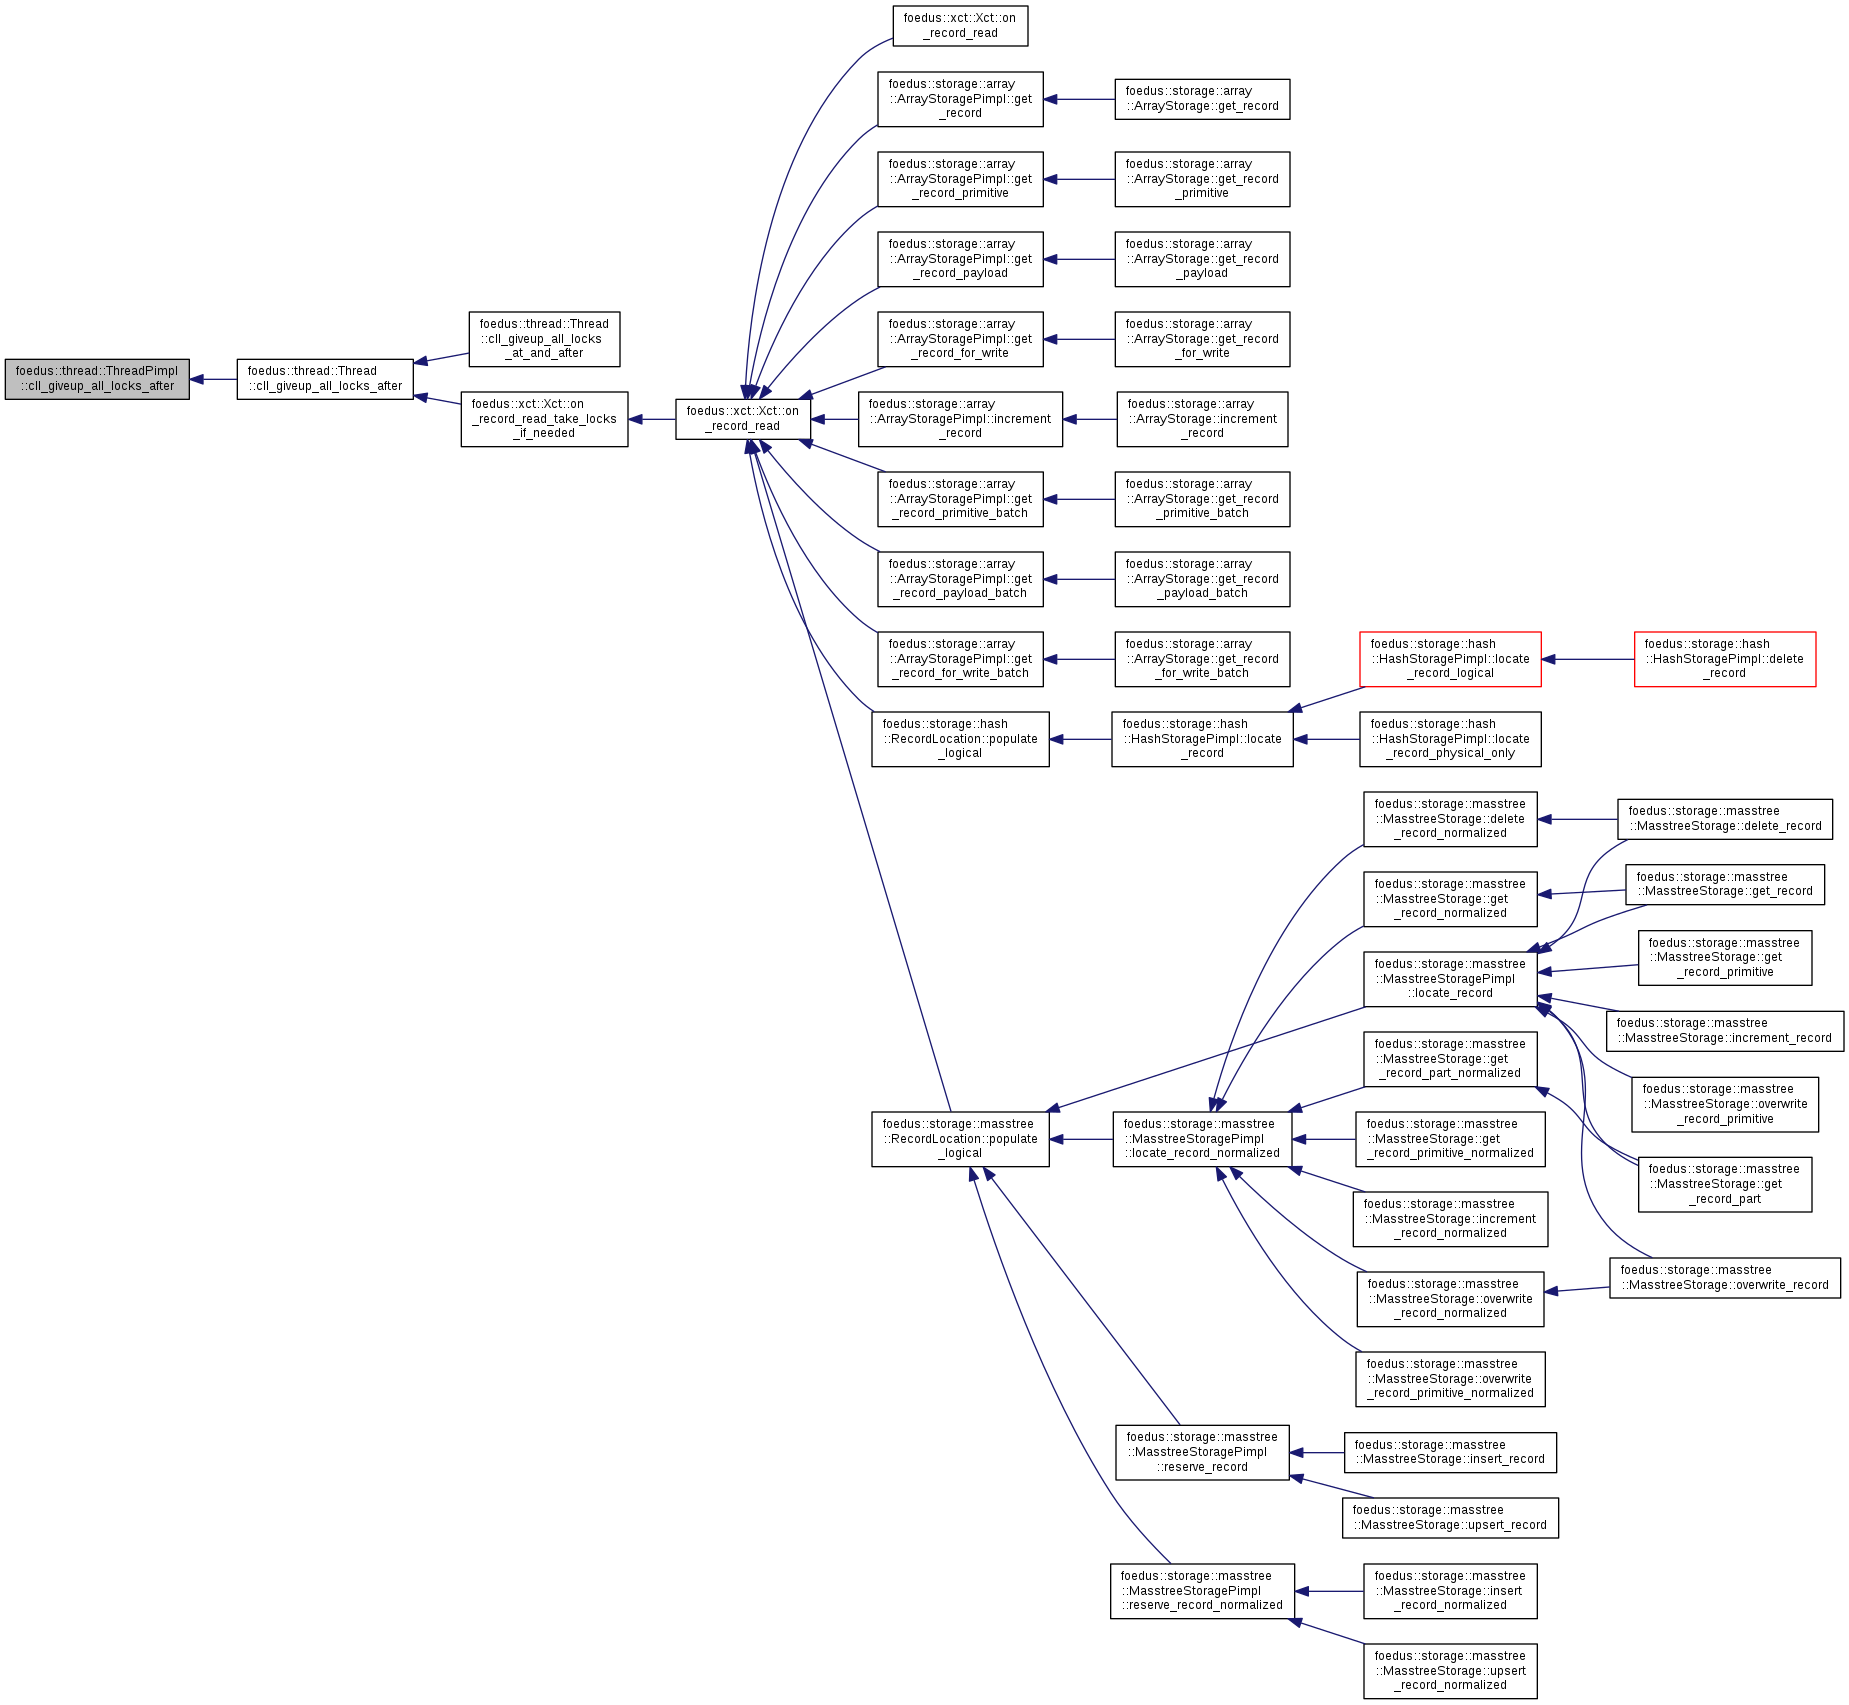 foedus::xct::Xct::on
_record_read
foedus::storage::array
::ArrayStoragePimpl::get
_record
foedus::storage::array
::ArrayStorage::get_record
foedus::storage::array
::ArrayStoragePimpl::get
_record_primitive
foedus::storage::array
::ArrayStorage::get_record
_primitive
foedus::storage::array
::ArrayStoragePimpl::get
_record_payload
foedus::storage::array
::ArrayStorage::get_record
_payload
foedus::thread::Thread
::cll_giveup_all_locks
_at_and_after
foedus::storage::array
::ArrayStoragePimpl::get
_record_for_write
foedus::storage::array
::ArrayStorage::get_record
_for_write
foedus::thread::ThreadPimpl
::cll_giveup_all_locks_after
foedus::thread::Thread
::cll_giveup_all_locks_after
foedus::xct::Xct::on
_record_read_take_locks
_if_needed
foedus::xct::Xct::on
_record_read
foedus::storage::array
::ArrayStoragePimpl::increment
_record
foedus::storage::array
::ArrayStorage::increment
_record
foedus::storage::array
::ArrayStoragePimpl::get
_record_primitive_batch
foedus::storage::array
::ArrayStorage::get_record
_primitive_batch
foedus::storage::array
::ArrayStoragePimpl::get
_record_payload_batch
foedus::storage::array
::ArrayStorage::get_record
_payload_batch
foedus::storage::array
::ArrayStoragePimpl::get
_record_for_write_batch
foedus::storage::array
::ArrayStorage::get_record
_for_write_batch
foedus::storage::hash
::HashStoragePimpl::locate
_record_logical
foedus::storage::hash
::HashStoragePimpl::delete
_record
foedus::storage::hash
::RecordLocation::populate
_logical
foedus::storage::hash
::HashStoragePimpl::locate
_record
foedus::storage::hash
::HashStoragePimpl::locate
_record_physical_only
foedus::storage::masstree
::MasstreeStorage::delete
_record_normalized
foedus::storage::masstree
::MasstreeStorage::delete_record
foedus::storage::masstree
::MasstreeStorage::get
_record_normalized
foedus::storage::masstree
::MasstreeStorage::get_record
foedus::storage::masstree
::MasstreeStoragePimpl
::locate_record
foedus::storage::masstree
::MasstreeStorage::get
_record_primitive
foedus::storage::masstree
::MasstreeStorage::increment_record
foedus::storage::masstree
::MasstreeStorage::get
_record_part_normalized
foedus::storage::masstree
::MasstreeStorage::overwrite
_record_primitive
foedus::storage::masstree
::RecordLocation::populate
_logical
foedus::storage::masstree
::MasstreeStoragePimpl
::locate_record_normalized
foedus::storage::masstree
::MasstreeStorage::get
_record_primitive_normalized
foedus::storage::masstree
::MasstreeStorage::get
_record_part
foedus::storage::masstree
::MasstreeStorage::increment
_record_normalized
foedus::storage::masstree
::MasstreeStorage::overwrite
_record_normalized
foedus::storage::masstree
::MasstreeStorage::overwrite_record
foedus::storage::masstree
::MasstreeStorage::overwrite
_record_primitive_normalized
foedus::storage::masstree
::MasstreeStoragePimpl
::reserve_record
foedus::storage::masstree
::MasstreeStorage::insert_record
foedus::storage::masstree
::MasstreeStorage::upsert_record
foedus::storage::masstree
::MasstreeStoragePimpl
::reserve_record_normalized
foedus::storage::masstree
::MasstreeStorage::insert
_record_normalized
foedus::storage::masstree
::MasstreeStorage::upsert
_record_normalized